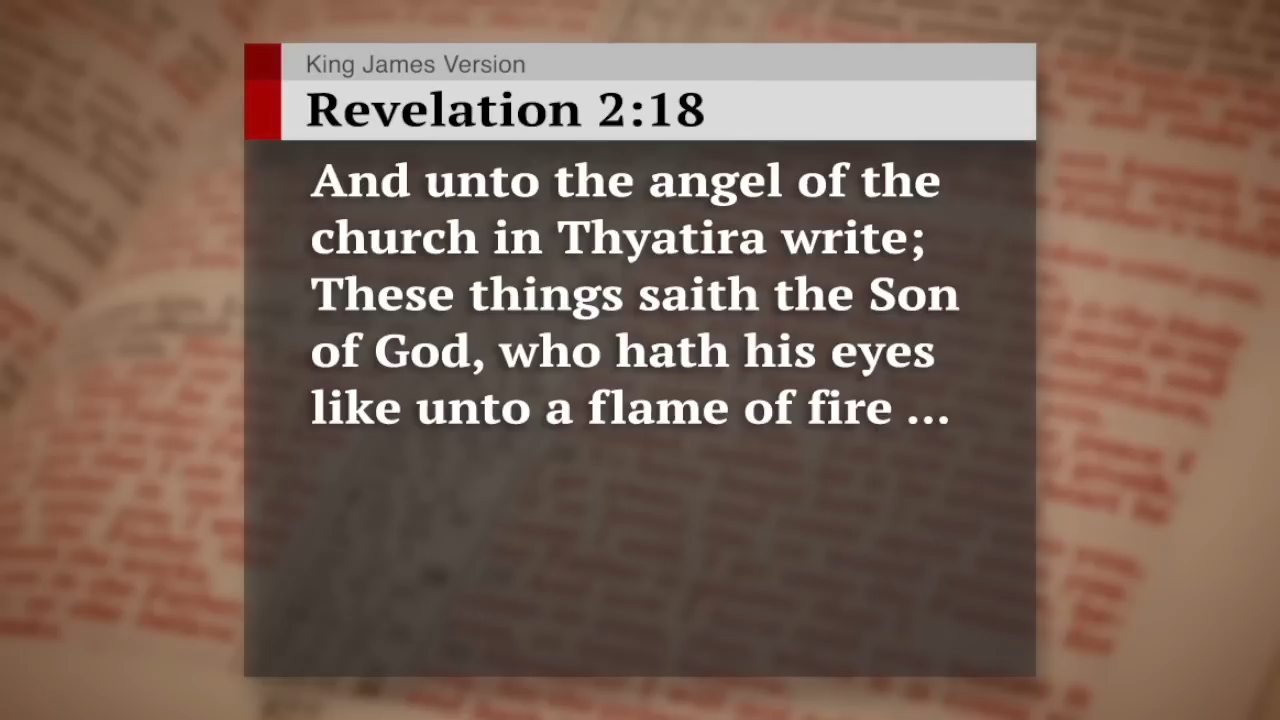 King James Version
Revelation 2:18
And unto the angel of the
church in Thyatira write;
These things saith the Son
of God, who hath his eyes
like unto a flame of fire ...